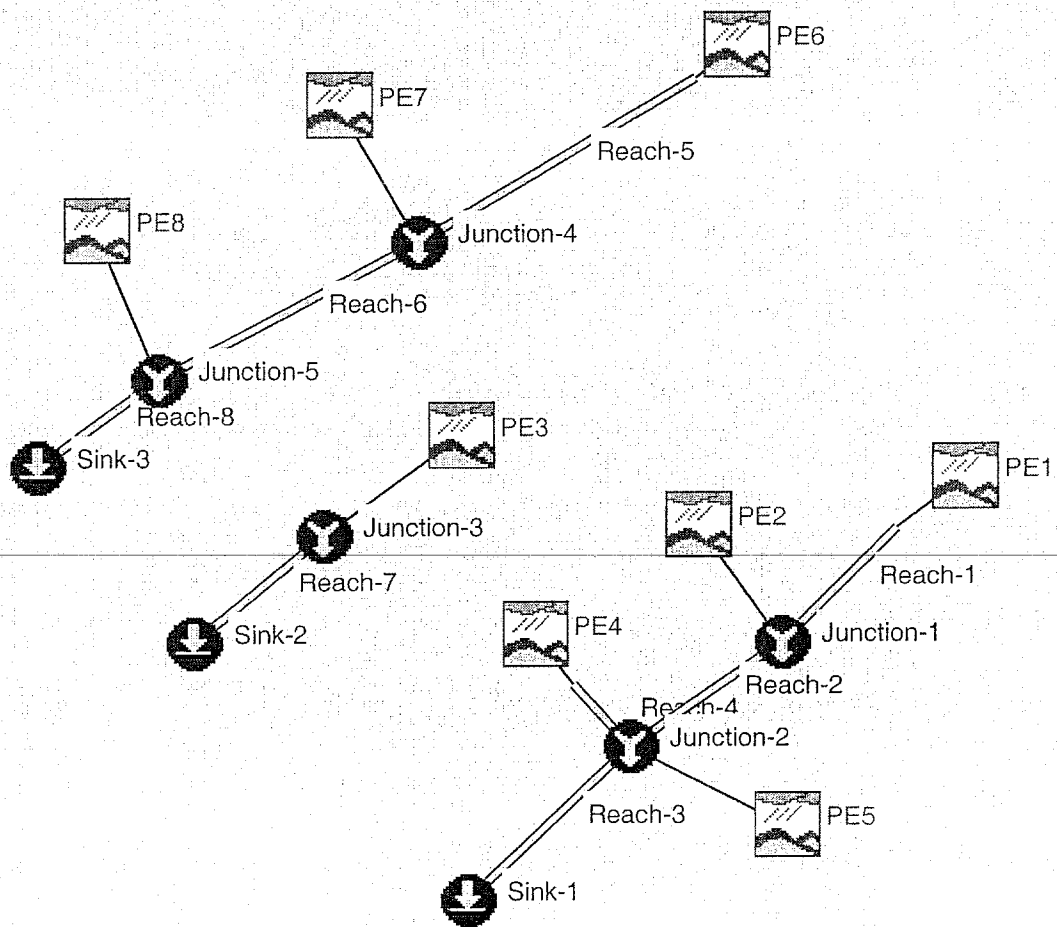 PE6
PE7
Reach-5
PE8
Junction-4
Reach-6
Junction-5
Reach-8
PE3
Sink-3
PE1
PE2
Junction-3
Reach-1
Reach-7
PE4
Sink-2
Junction-1
Reach-2
Reach-4
Junction-2
Reach-3
PE5
Sink-1